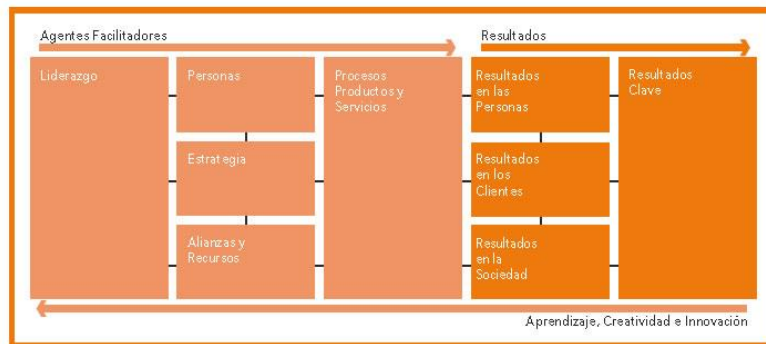 Agentes Facilitadores
Resultados
Liderazgo
Personas
Procesos
Productos y
Servicios
Resultados
en las
Personas
Resultados
Clave
Estrategia
Resultados
en los
Clientes
Alianzas y
Recursos
Resultados
en la
Sociedad
Aprendizaje, Creatividad e Innovación